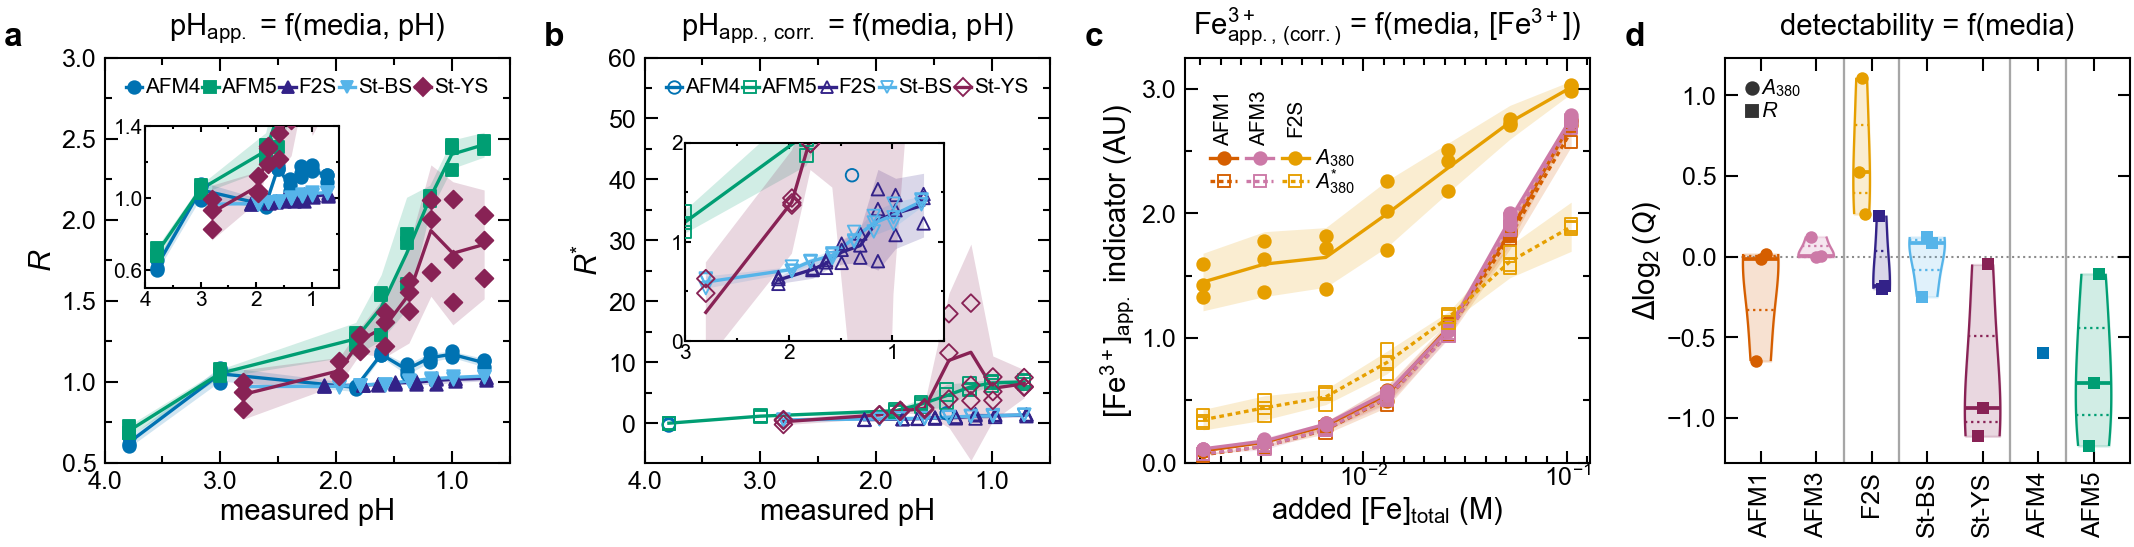 a
pH_app. = f(media, pH)
AFM4 AFM5 F2S St-BS St-YS
R
3.0
2.5
2.0
1.5
1.0
0.5
1.4
1.0
0.6
4 3 2 1
4.0 3.0 2.0 1.0
measured pH
b
pH_app., corr. = f(media, pH)
AFM4 AFM5 F2S St-BS St-YS
R*
60
50
40
30
20
10
0
2
1
0
3 2 1
4.0 3.0 2.0 1.0
measured pH
c
Fe³⁺_app., (corr.) = f(media, [Fe³⁺])
AFM1 AFM3 F2S
A₃₈₀
A*₃₈₀
[Fe³⁺]_app. indicator (AU)
3.0
2.0
1.0
0.0
10⁻² 10⁻¹
added [Fe]_total (M)
d
detectability = f(media)
A₃₈₀
R
Δlog₂(Q)
1.0
0.5
0.0
−0.5
−1.0
AFM1 AFM3 F2S St-BS St-YS AFM4 AFM5